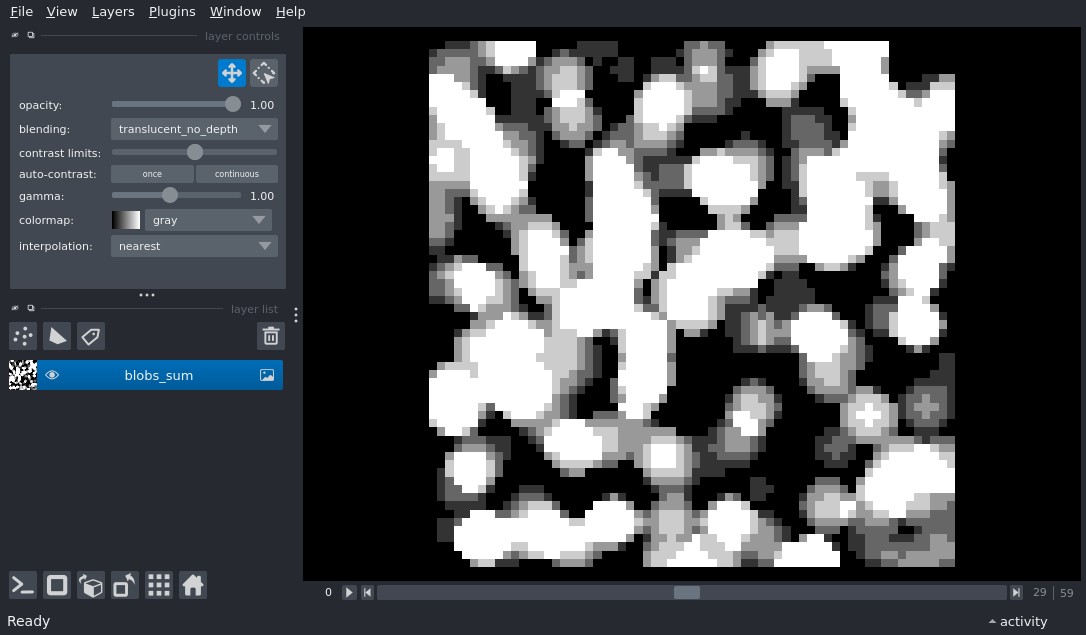 File View Layers Plugins Window Help
layer controls
opacity: 1.00
blending: translucent_no_depth
contrast limits:
auto-contrast: once continuous
gamma: 1.00
colormap: gray
interpolation: nearest
layer list
blobs_sum
0 29 59
Ready activity